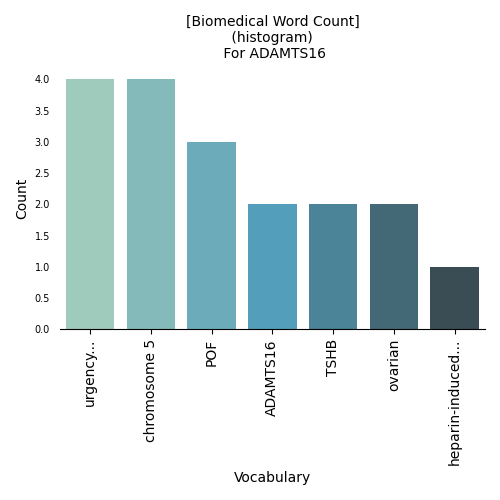 [Biomedical Word Count]
(histogram)
For ADAMTS16
4.0
3.5
3.0
2.5
2.0
1.5
1.0
0.5
0.0
Count
urgency...
chromosome 5
POF
ADAMTS16
TSHB
ovarian
heparin-induced...
Vocabulary